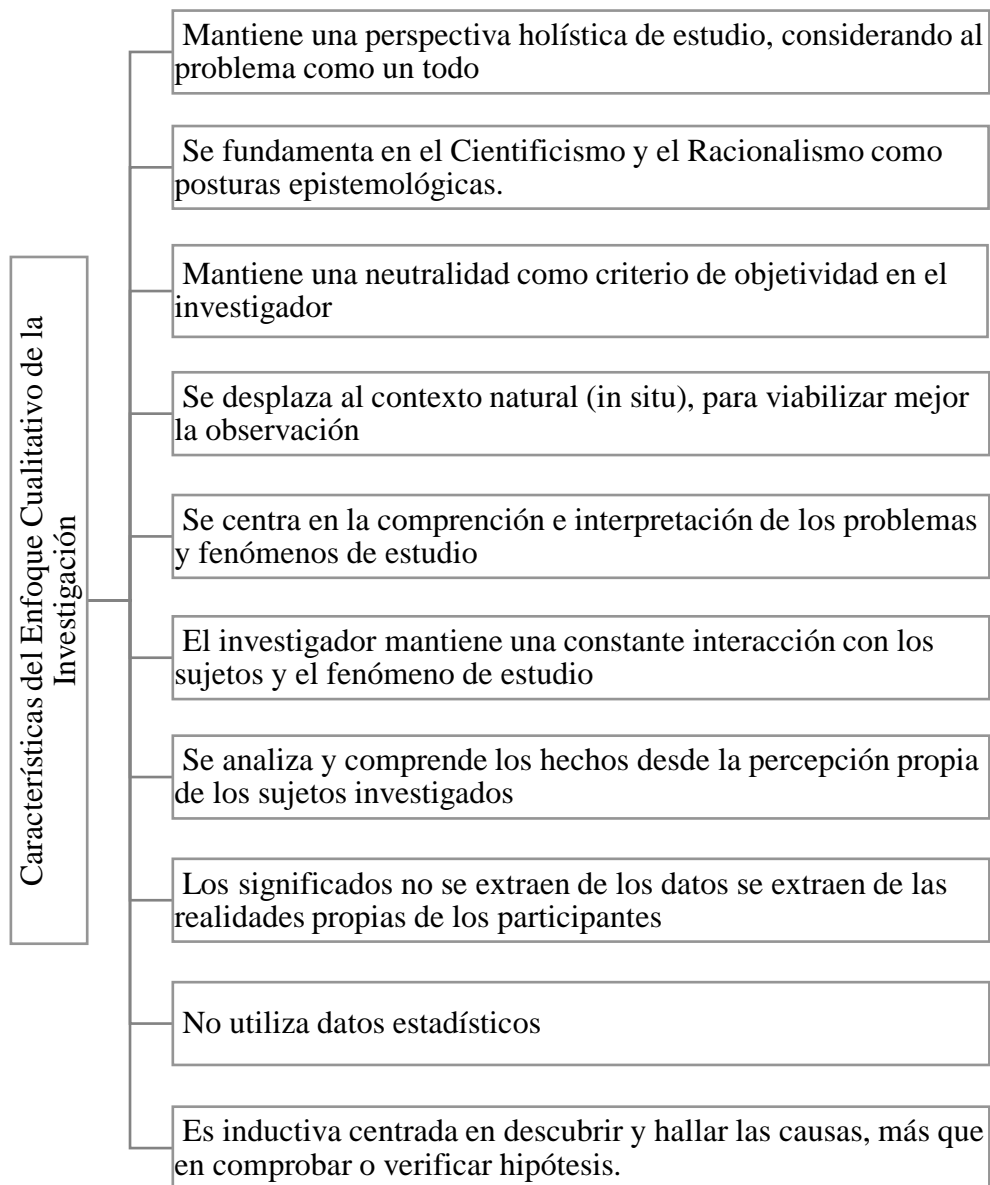 Características del Enfoque Cualitativo de la
Investigación
Mantiene una perspectiva holística de estudio, considerando al
problema como un todo
Se fundamenta en el Cientificismo y el Racionalismo como
posturas epistemológicas.
Mantiene una neutralidad como criterio de objetividad en el
investigador
Se desplaza al contexto natural (in situ), para viabilizar mejor
la observación
Se centra en la comprención e interpretación de los problemas
y fenómenos de estudio
El investigador mantiene una constante interacción con los
sujetos y el fenómeno de estudio
Se analiza y comprende los hechos desde la percepción propia
de los sujetos investigados
Los significados no se extraen de los datos se extraen de las
realidades propias de los participantes
No utiliza datos estadísticos
Es inductiva centrada en descubrir y hallar las causas, más que
en comprobar o verificar hipótesis.